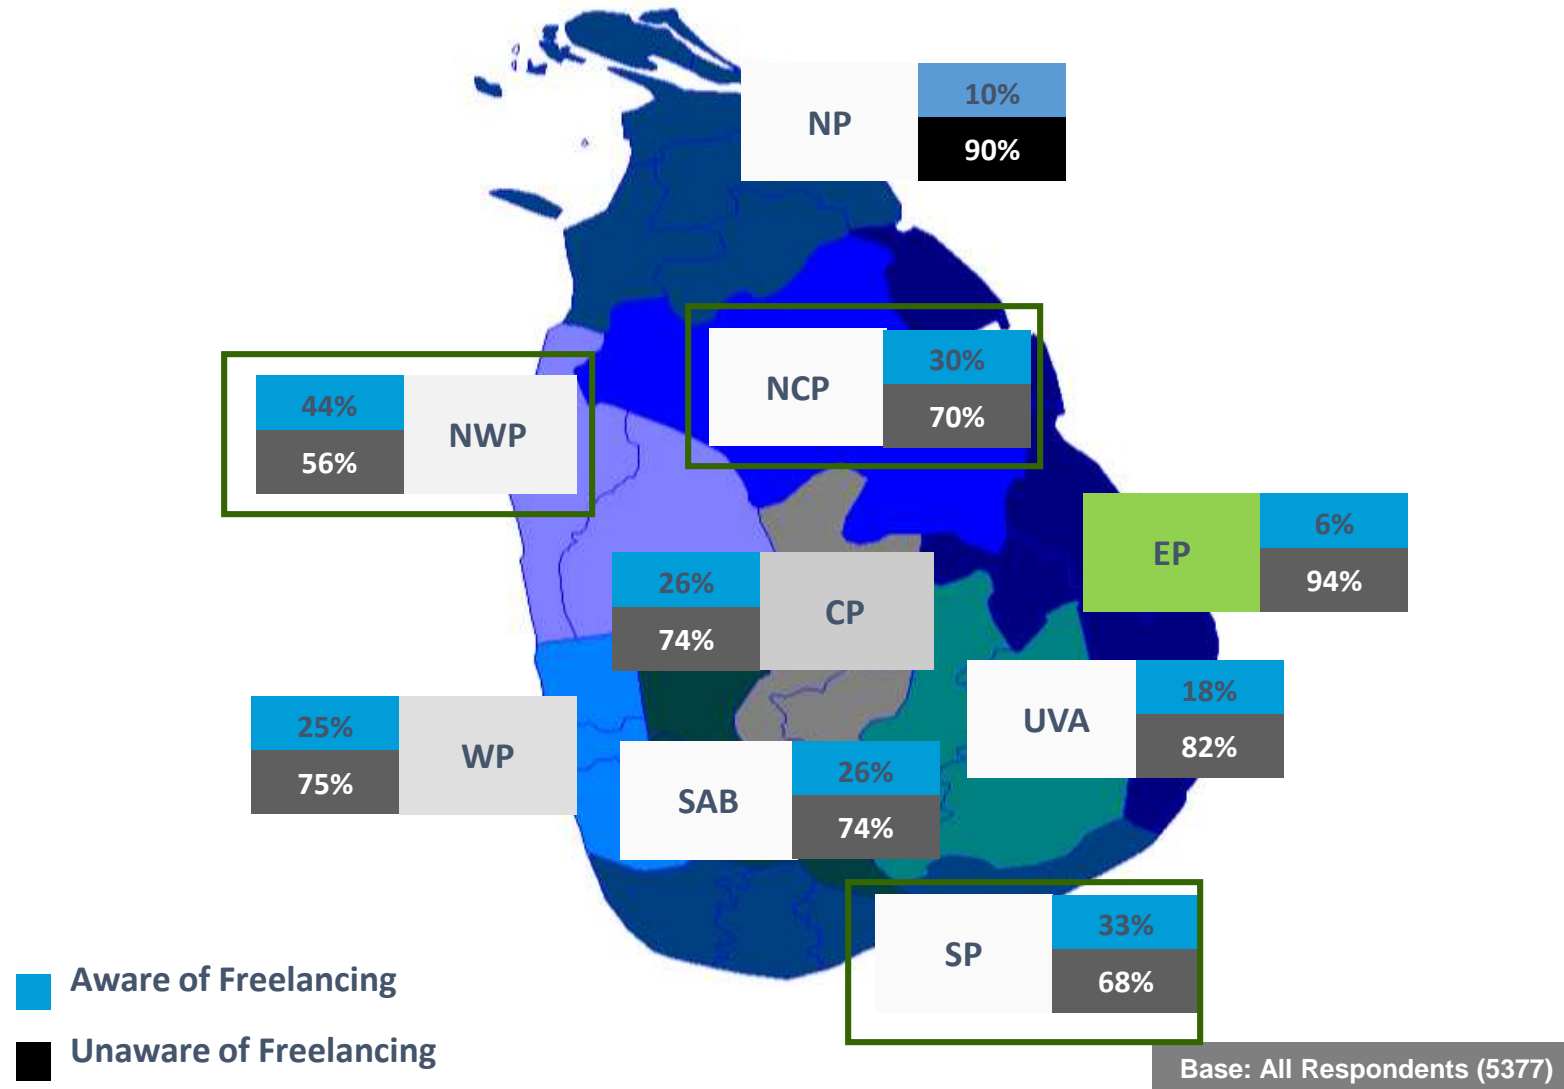 10%
NP
90%
30%
NCP
70%
44%
NWP
56%
6%
EP
94%
26%
CP
74%
18%
UVA
82%
25%
WP
75%
26%
SAB
74%
33%
SP
68%
Aware of Freelancing
Unaware of Freelancing
Base: All Respondents (5377)